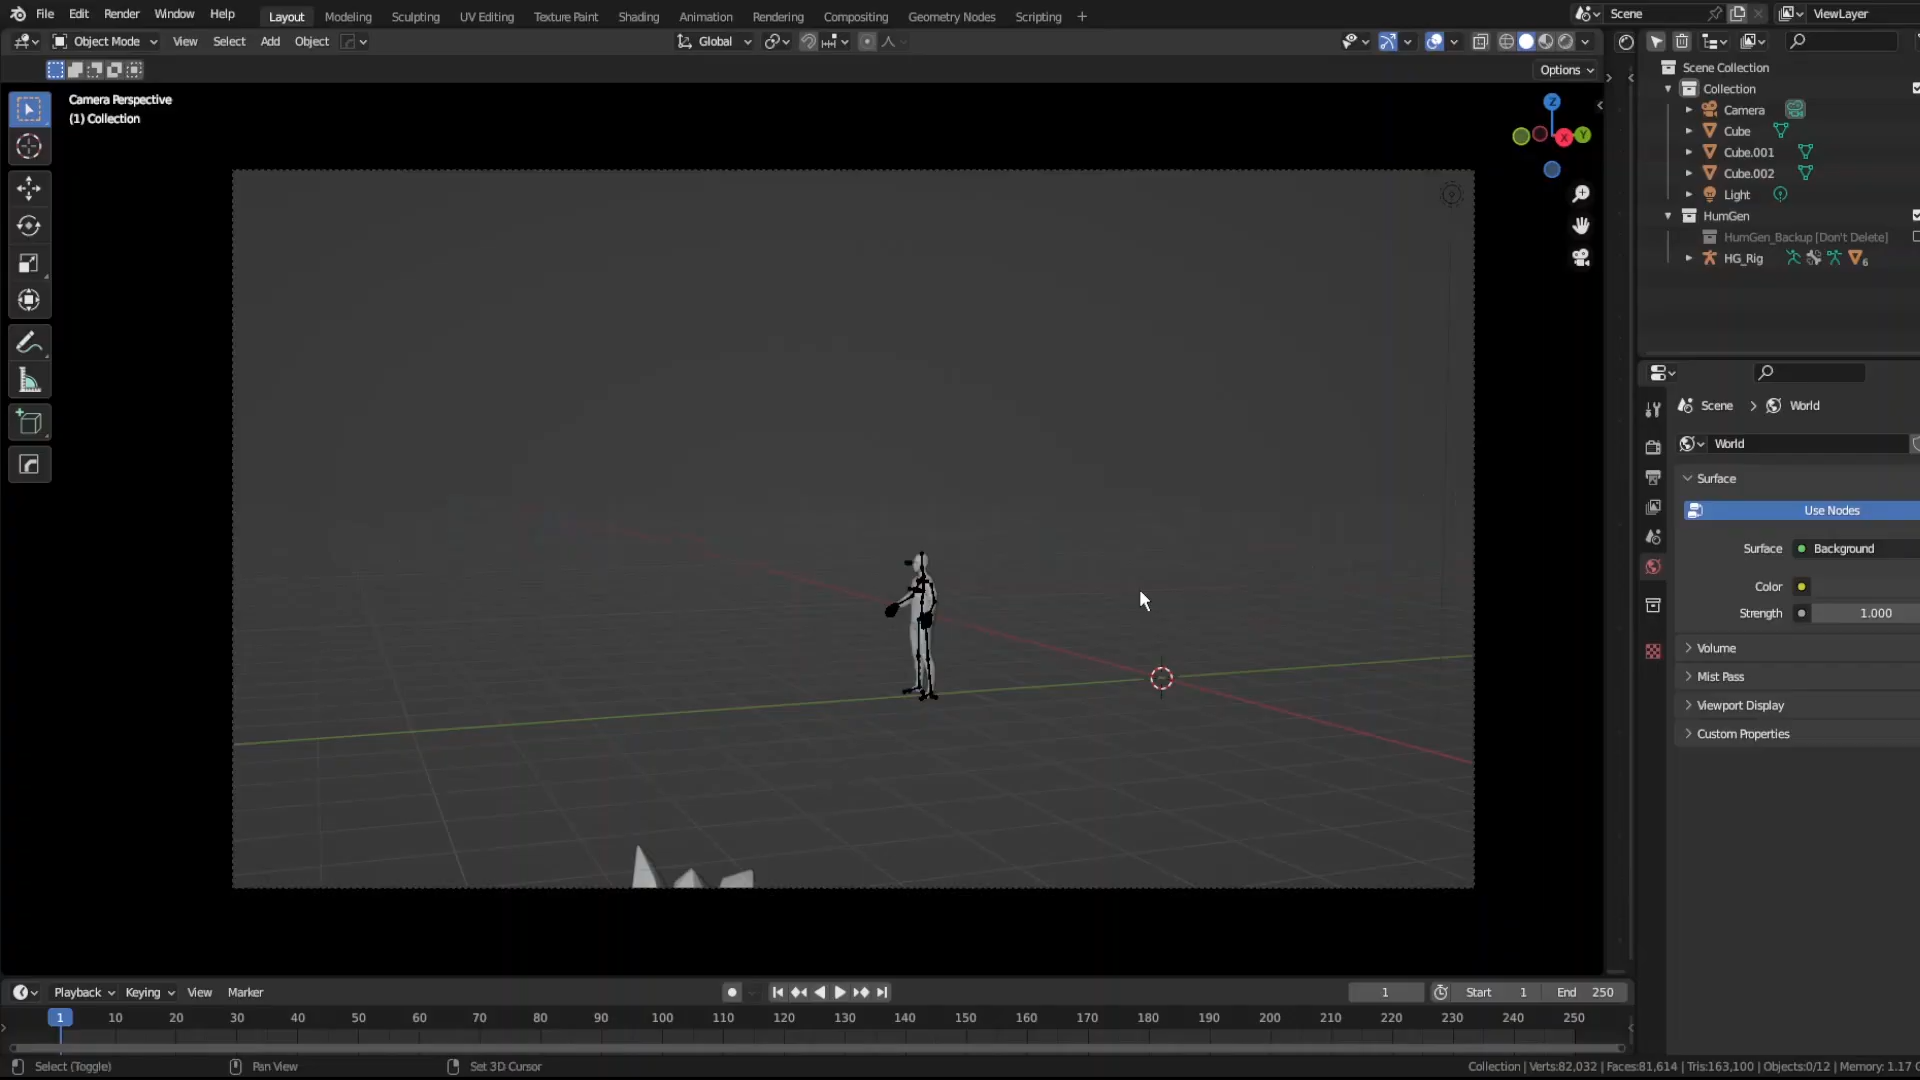 File Edit Render Window Help Layout Modeling Sculpting UV Editing Texture Paint Shading Animation Rendering Compositing Geometry Nodes Scripting + Scene ViewLayer
Object Mode View Select Add Object Global
Options
Camera Perspective
(1) Collection
Z
X
Y
Scene Collection
Collection
Camera
Cube
Cube.001
Cube.002
Light
HumGen
HumGen_Backup [Don't Delete]
HG_Rig 6
Scene > World
World
Surface
Use Nodes
Surface Background
Color
Strength 1.000
Volume
Mist Pass
Viewport Display
Custom Properties
Playback Keying View Marker 1 Start 1 End 250
1 10 20 30 40 50 60 70 80 90 100 110 120 130 140 150 160 170 180 190 200 210 220 230 240 250
Select (Toggle) Pan View Set 3D Cursor Collection | Verts:82,032 | Faces:81,614 | Tris:163,100 | Objects:0/12 | Memory: 1.17